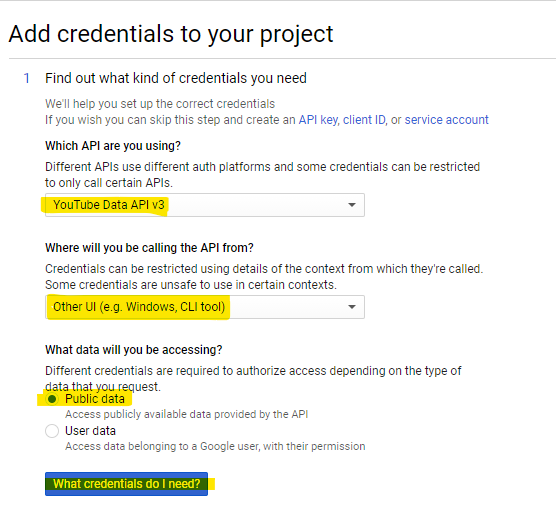 Add credentials to your project
1 Find out what kind of credentials you need
We'll help you set up the correct credentials
If you wish you can skip this step and create an API key, client ID, or service account
Which API are you using?
Different APIs use different auth platforms and some credentials can be restricted
to only call certain APIs.
YouTube Data API v3
Where will you be calling the API from?
Credentials can be restricted using details of the context from which they're called.
Some credentials are unsafe to use in certain contexts.
Other UI (e.g. Windows, CLI tool)
What data will you be accessing?
Different credentials are required to authorize access depending on the type of
data that you request.
Public data
Access publicly available data provided by the API
User data
Access data belonging to a Google user, with their permission
What credentials do I need?